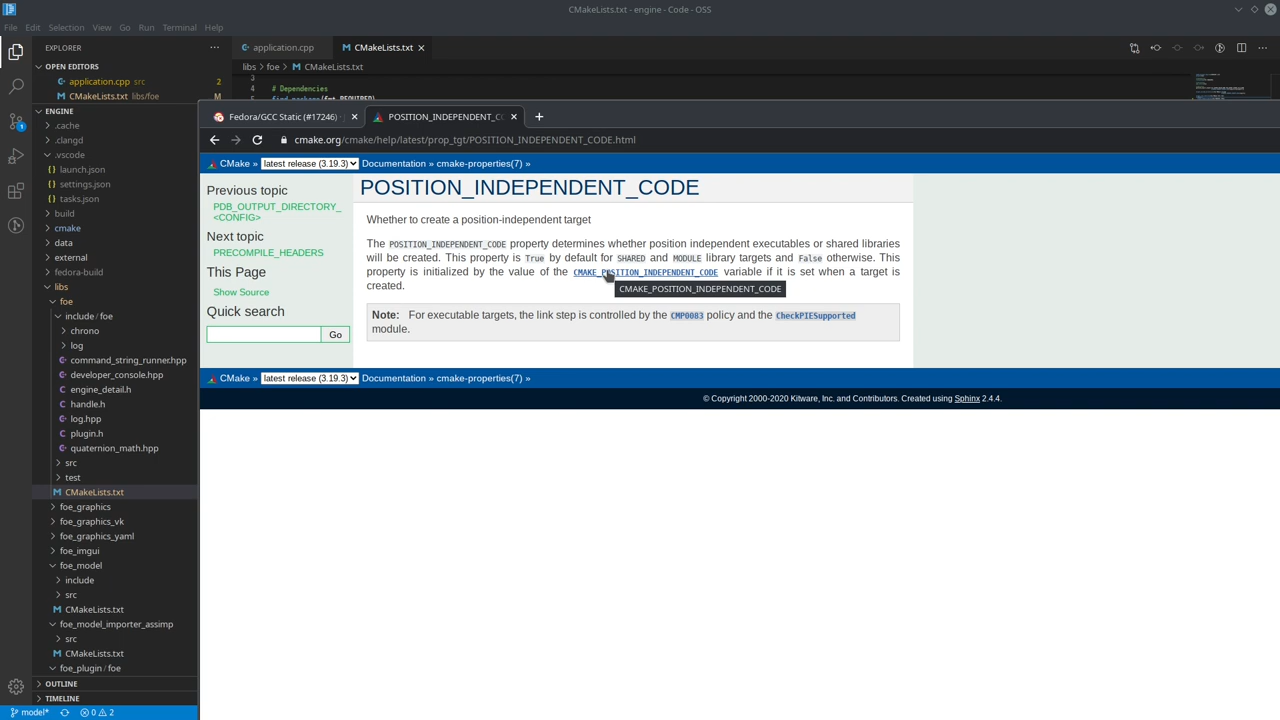 CMakeLists.txt - engine - Code - OSS
File Edit Selection View Go Run Terminal Help
EXPLORER
application.cpp
CMakeLists.txt
OPEN EDITORS
application.cpp src 2
CMakeLists.txt libs/foe M
libs > foe > CMakeLists.txt
3
4 # Dependencies
ENGINE
.cache
.clangd
.vscode
launch.json
settings.json
tasks.json
build
cmake
data
external
fedora-build
libs
foe
include / foe
chrono
log
command_string_runner.hpp
developer_console.hpp
engine_detail.h
handle.h
log.hpp
plugin.h
quaternion_math.hpp
src
test
CMakeLists.txt
foe_graphics
foe_graphics_vk
foe_graphics_yaml
foe_imgui
foe_model
include
src
CMakeLists.txt
foe_model_importer_assimp
src
CMakeLists.txt
foe_plugin / foe
OUTLINE
TIMELINE
model* 0 2
1
Fedora/GCC Static (#17246) ·
POSITION_INDEPENDENT_C
cmake.org/cmake/help/latest/prop_tgt/POSITION_INDEPENDENT_CODE.html
CMake » latest release (3.19.3) Documentation » cmake-properties(7) »
Previous topic
PDB_OUTPUT_DIRECTORY_
<CONFIG>
Next topic
PRECOMPILE_HEADERS
This Page
Show Source
Quick search
Go
POSITION_INDEPENDENT_CODE
Whether to create a position-independent target
The POSITION_INDEPENDENT_CODE property determines whether position independent executables or shared libraries
will be created. This property is True by default for SHARED and MODULE library targets and False otherwise. This
property is initialized by the value of the CMAKE_POSITION_INDEPENDENT_CODE variable if it is set when a target is
created.
CMAKE_POSITION_INDEPENDENT_CODE
Note: For executable targets, the link step is controlled by the CMP0083 policy and the CheckPIESupported
module.
CMake » latest release (3.19.3) Documentation » cmake-properties(7) »
© Copyright 2000-2020 Kitware, Inc. and Contributors. Created using Sphinx 2.4.4.